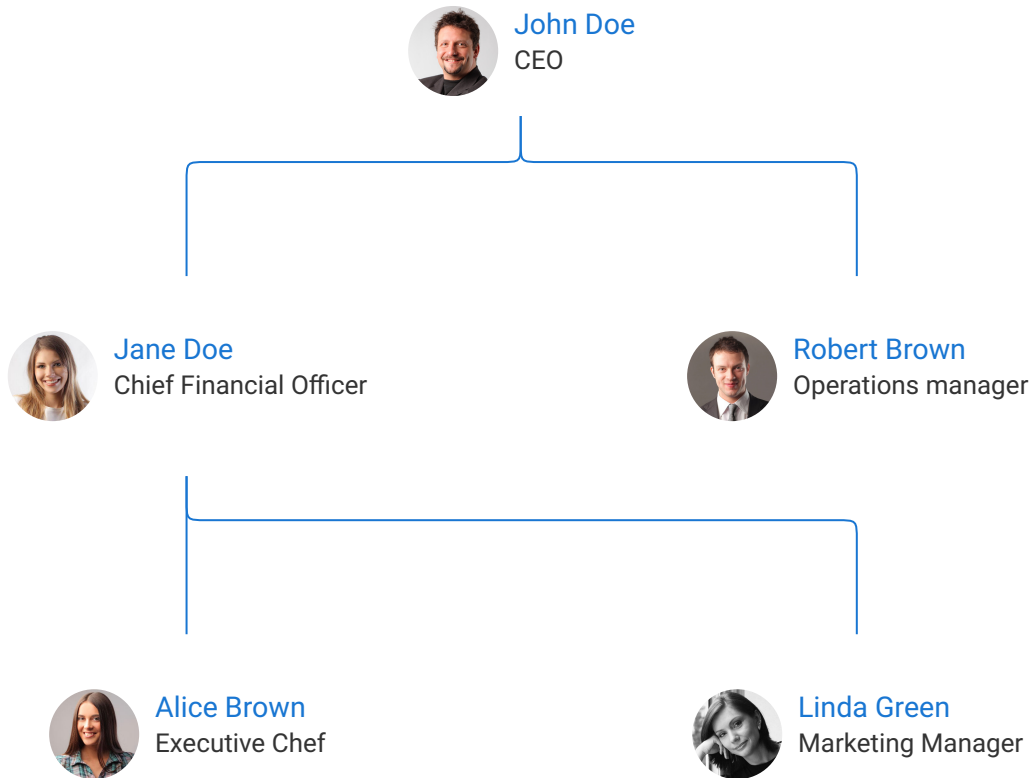 John Doe
CEO
Jane Doe
Chief Financial Officer
Robert Brown
Operations manager
Alice Brown
Executive Chef
Linda Green
Marketing Manager